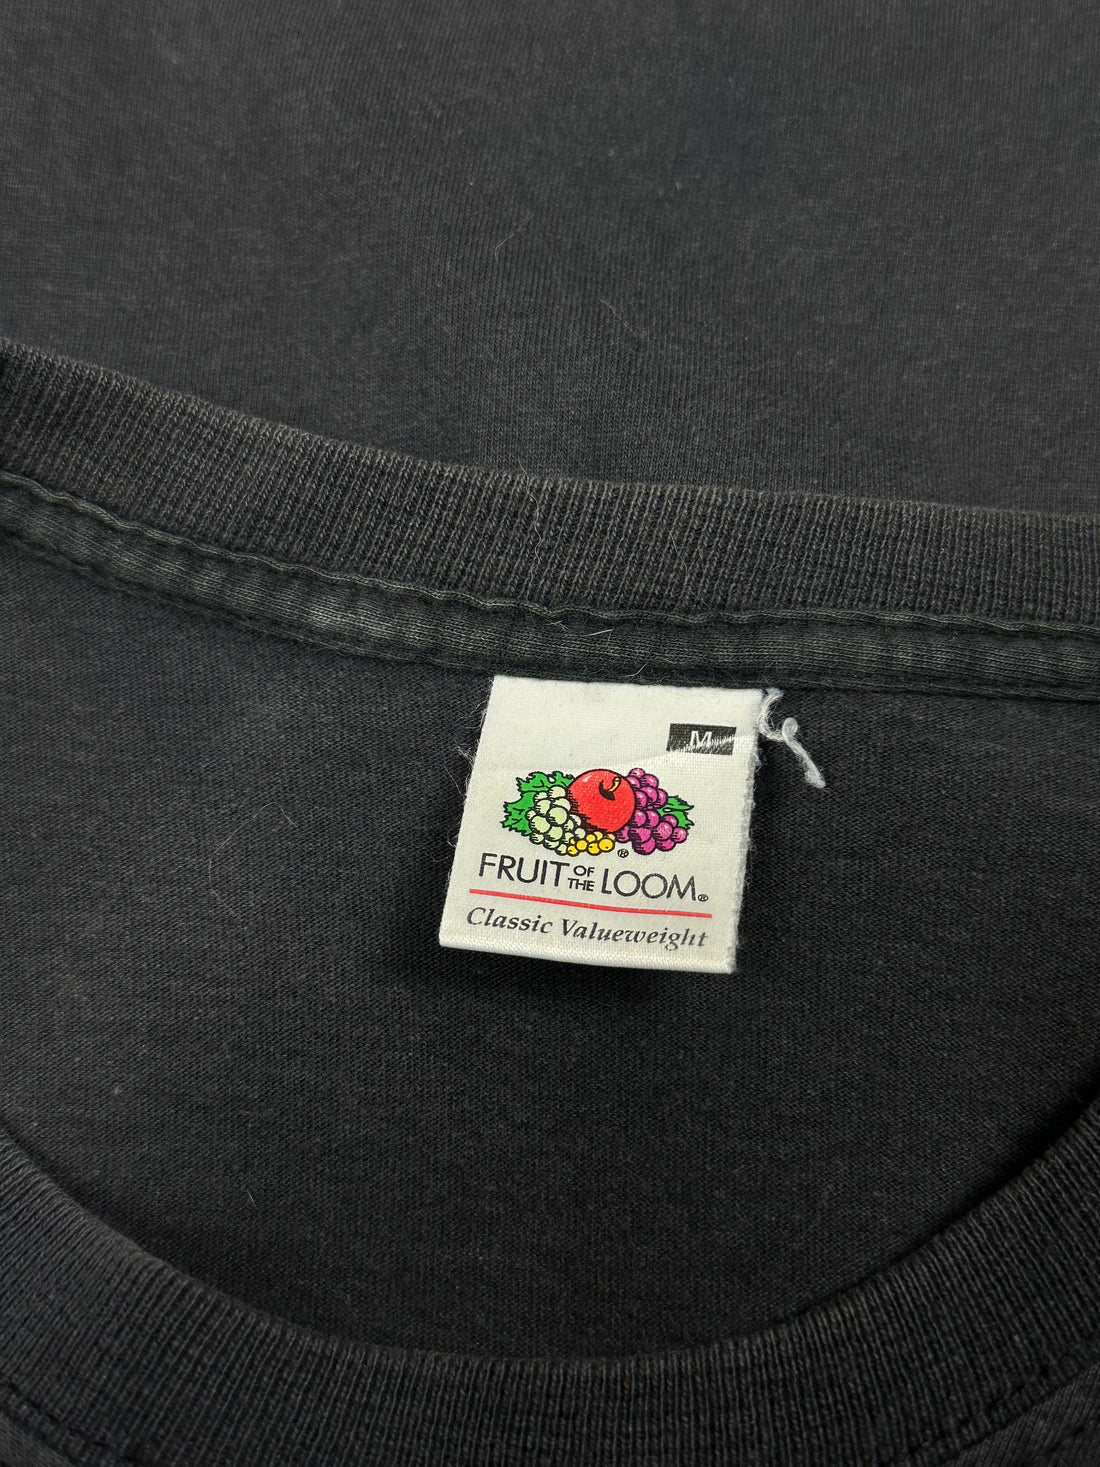 M
®
FRUIT OF THE LOOM®
Classic Valueweight